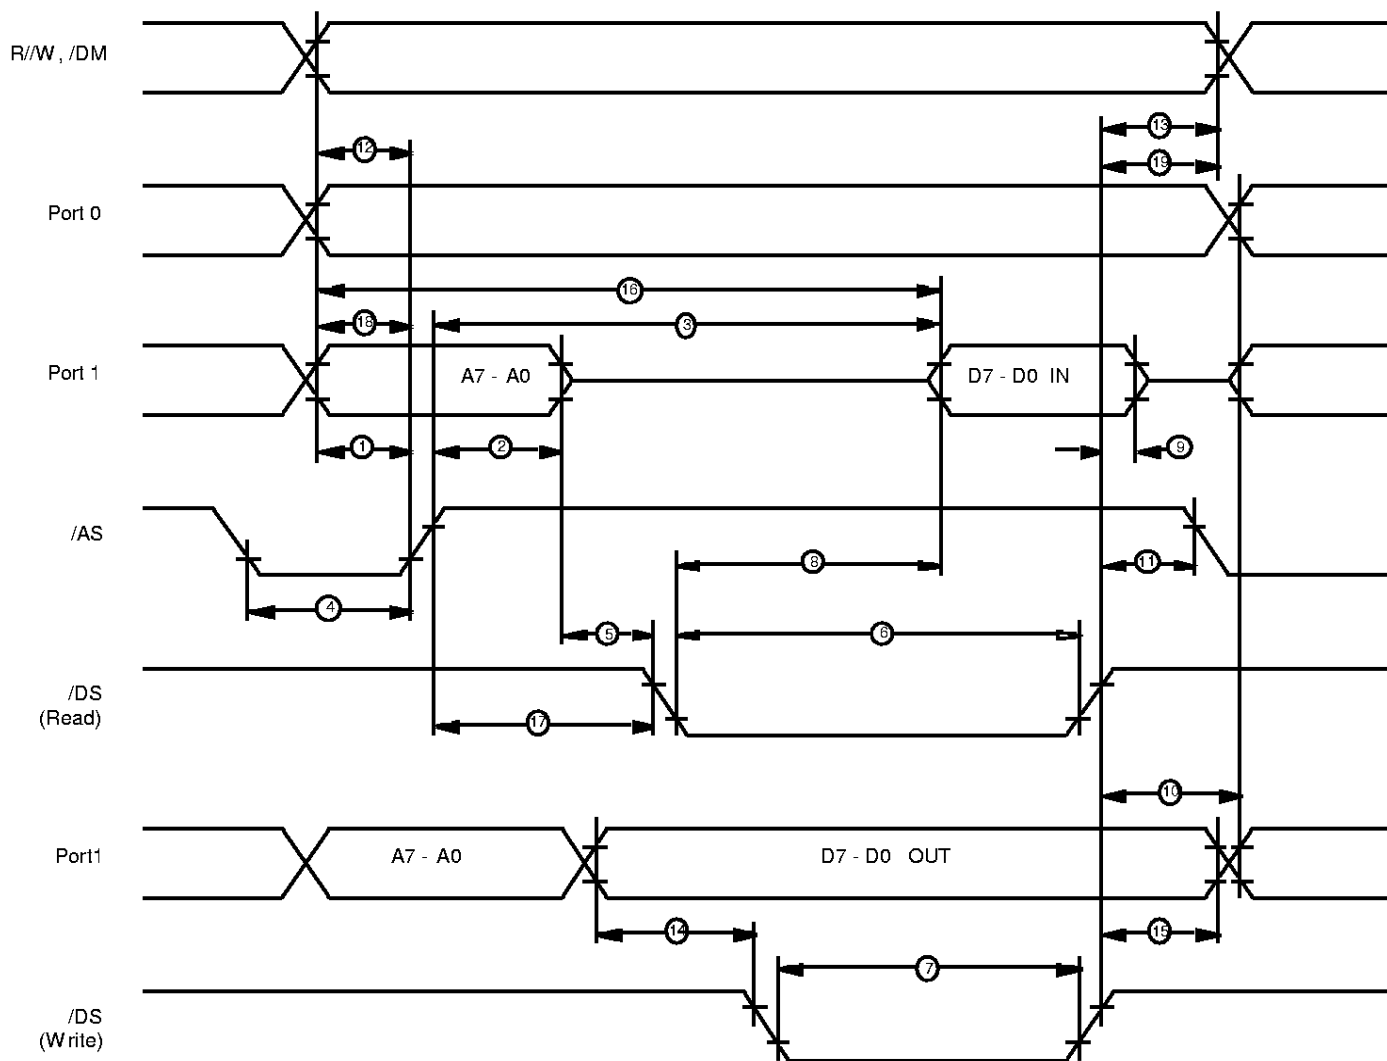 R//W, /DM
13
12
19
Port 0
16
18
3
Port 1
A7 - A0
D7 - D0 IN
1
2
9
/AS
8
11
4
5
6
/DS
(Read)
17
10
Port1
A7 - A0
D7 - D0 OUT
14
15
7
/DS
(Write)